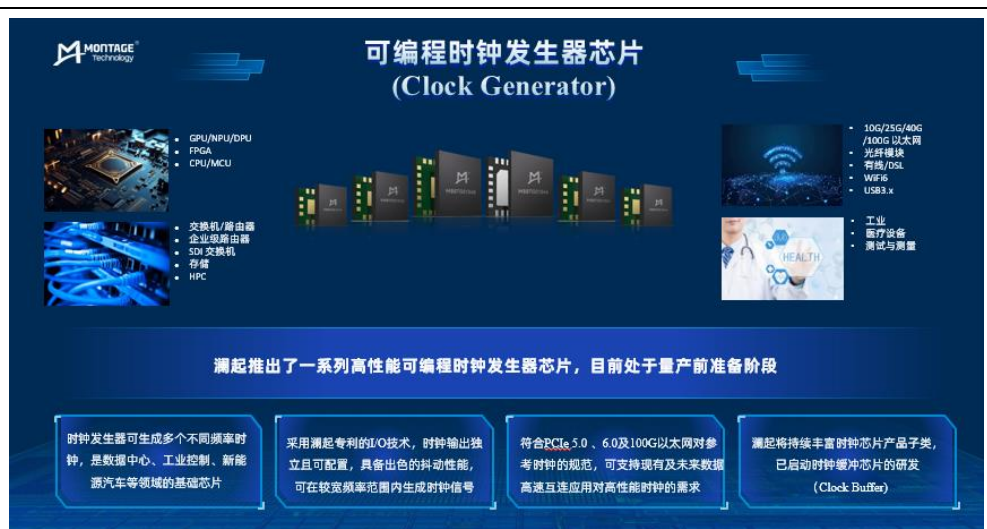 MONTAGE
Technology
可编程时钟发生器芯片
(Clock Generator)
GPU/NPU/DPU
FPGA
CPU/MCU
交换机/路由器
企业级路由器
SDI 交换机
存储
HPC
10G/25G/40G
/100G 以太网
光纤模块
有线/DSL
WiFi6
USB3.x
HEALTH
工业
医疗设备
测试与测量
澜起推出了一系列高性能可编程时钟发生器芯片，目前处于量产前准备阶段
时钟发生器可生成多个不同频率时
钟，是数据中心、工业控制、新能
源汽车等领域的基础芯片
采用澜起专利的I/O技术，时钟输出独
立且可配置，具备出色的抖动性能，
可在较宽频率范围内生成时钟信号
符合PCIe 5.0 、6.0及100G以太网对参
考时钟的规范，可支持现有及未来数据
高速互连应用对高性能时钟的需求
澜起将持续丰富时钟芯片产品子类，
已启动时钟缓冲芯片的研发
(Clock Buffer)